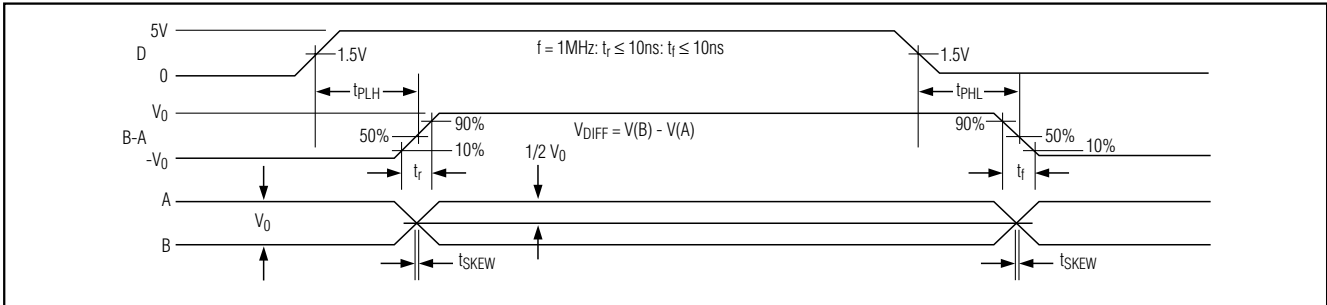 5V
D
1.5V
f = 1MHz: tr ≤ 10ns: tf ≤ 10ns
1.5V
0
tPLH
tPHL
V0
90%
VDIFF = V(B) - V(A)
90%
50%
50%
B-A
10%
10%
-V0
1/2 V0
tr
tf
A
V0
B
tSKEW
tSKEW